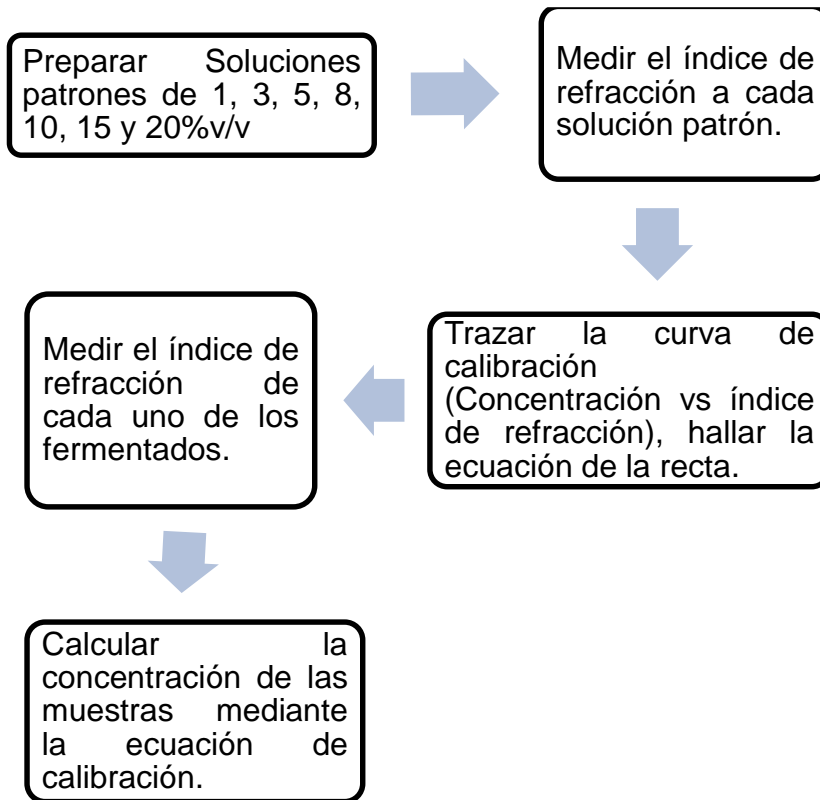 Preparar Soluciones
patrones de 1, 3, 5, 8,
10, 15 y 20%v/v
Medir el índice de
refracción a cada
solución patrón.
Trazar la curva de
calibración
(Concentración vs índice
de refracción), hallar la
ecuación de la recta.
Medir el índice de
refracción de
cada uno de los
fermentados.
Calcular la
concentración de las
muestras mediante
la ecuación de
calibración.